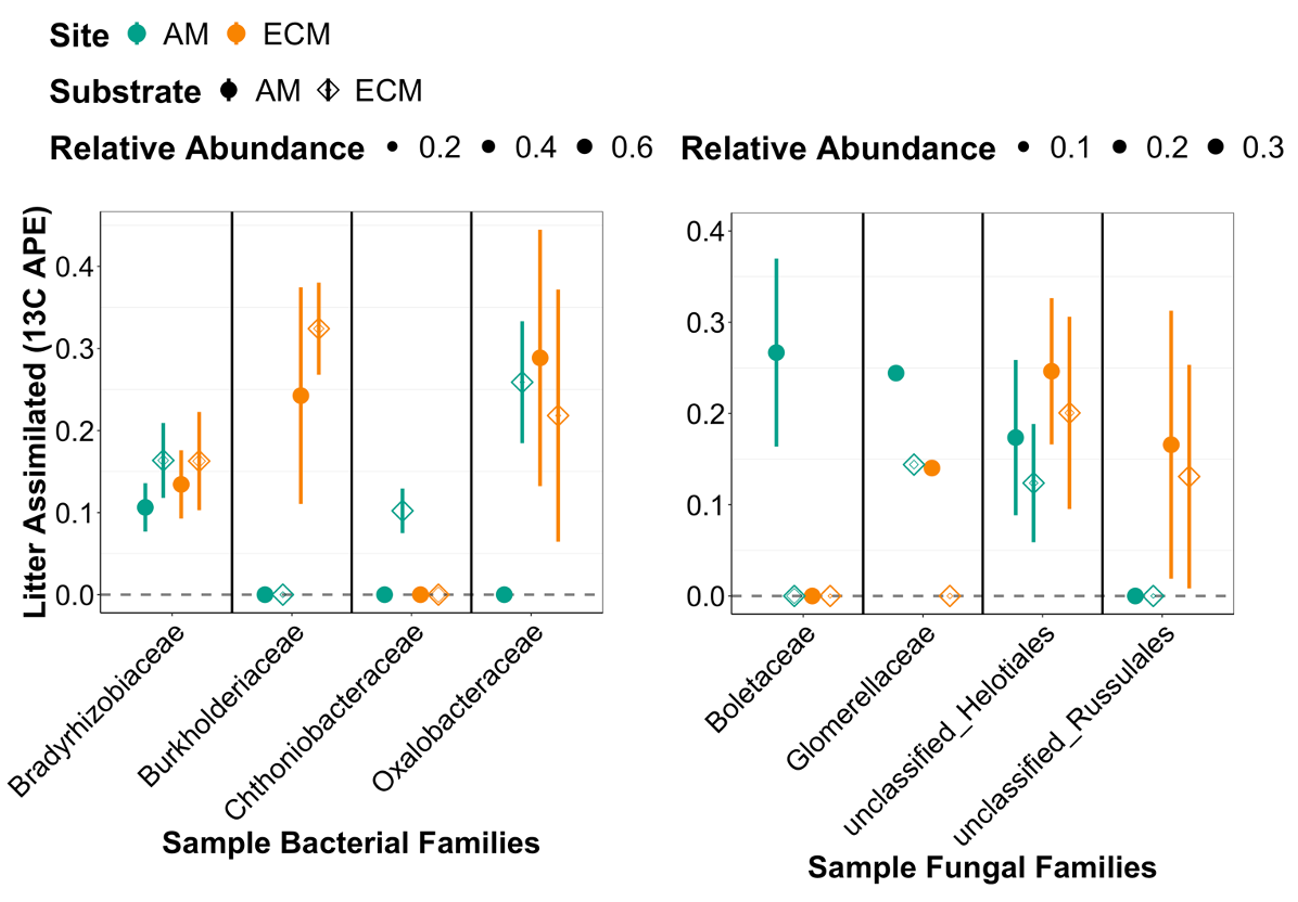 Site AM ECM
Substrate AM ECM
Relative Abundance 0.2 0.4 0.6
Relative Abundance 0.1 0.2 0.3
Litter Assimilated (13C APE)
0.4
0.3
0.2
0.1
0.0
Bradyrhizobiaceae
Burkholderiaceae
Chthoniobacteraceae
Oxalobacteraceae
Sample Bacterial Families
0.4
0.3
0.2
0.1
0.0
Boletaceae
Glomerellaceae
unclassified_Helotiales
unclassified_Russulales
Sample Fungal Families